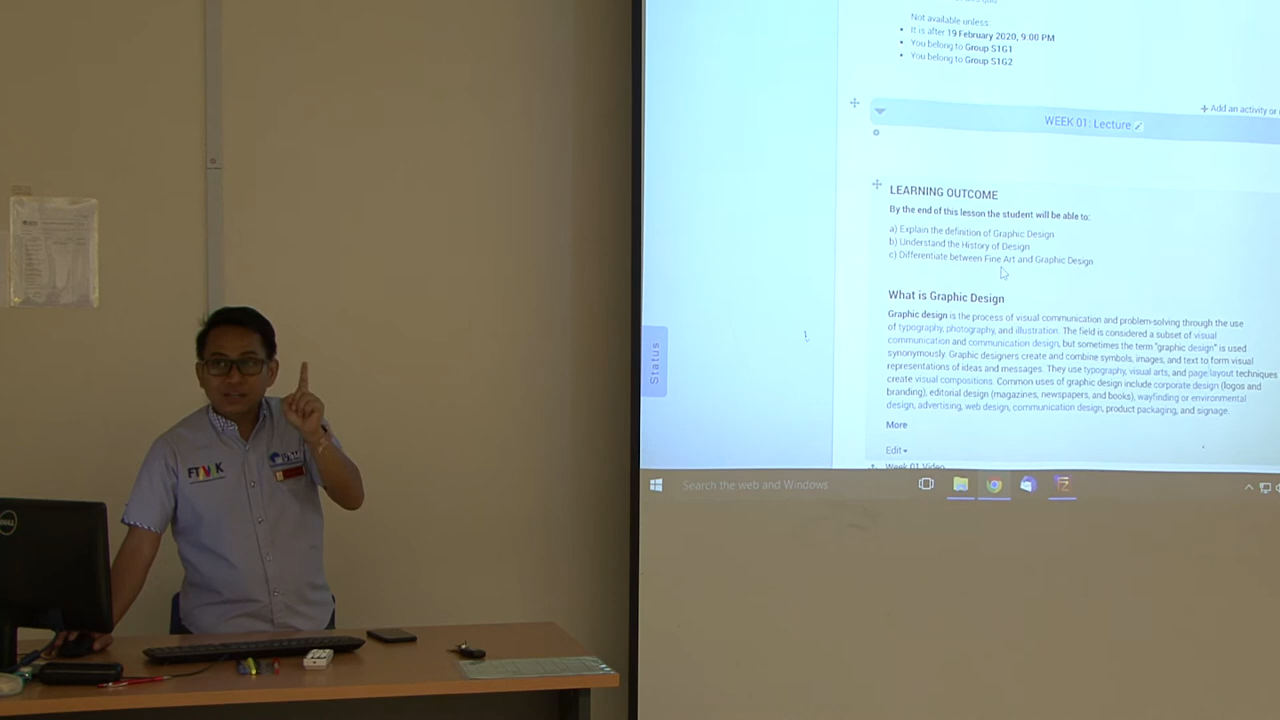 Not available unless:
It is after 19 February 2020, 9:00 PM
You belong to Group S1G1
You belong to Group S1G2
Add an activity or
WEEK 01: Lecture
LEARNING OUTCOME
By the end of this lesson the student will be able to:
a) Explain the definition of Graphic Design
b) Understand the History of Design
c) Differentiate between Fine Art and Graphic Design
What is Graphic Design
Graphic design is the process of visual communication and problem-solving through the use
of typography, photography, and illustration. The field is considered a subset of visual
communication and communication design, but sometimes the term "graphic design" is used
synonymously. Graphic designers create and combine symbols, images, and text to form visual
representations of ideas and messages. They use typography, visual arts, and page layout techniques
create visual compositions. Common uses of graphic design include corporate design (logos and
branding), editorial design (magazines, newspapers, and books), wayfinding or environmental
design, advertising, web design, communication design, product packaging, and signage.
More
Edit
Week 01 Video
Status
Search the web and Windows
FTMK
DELL